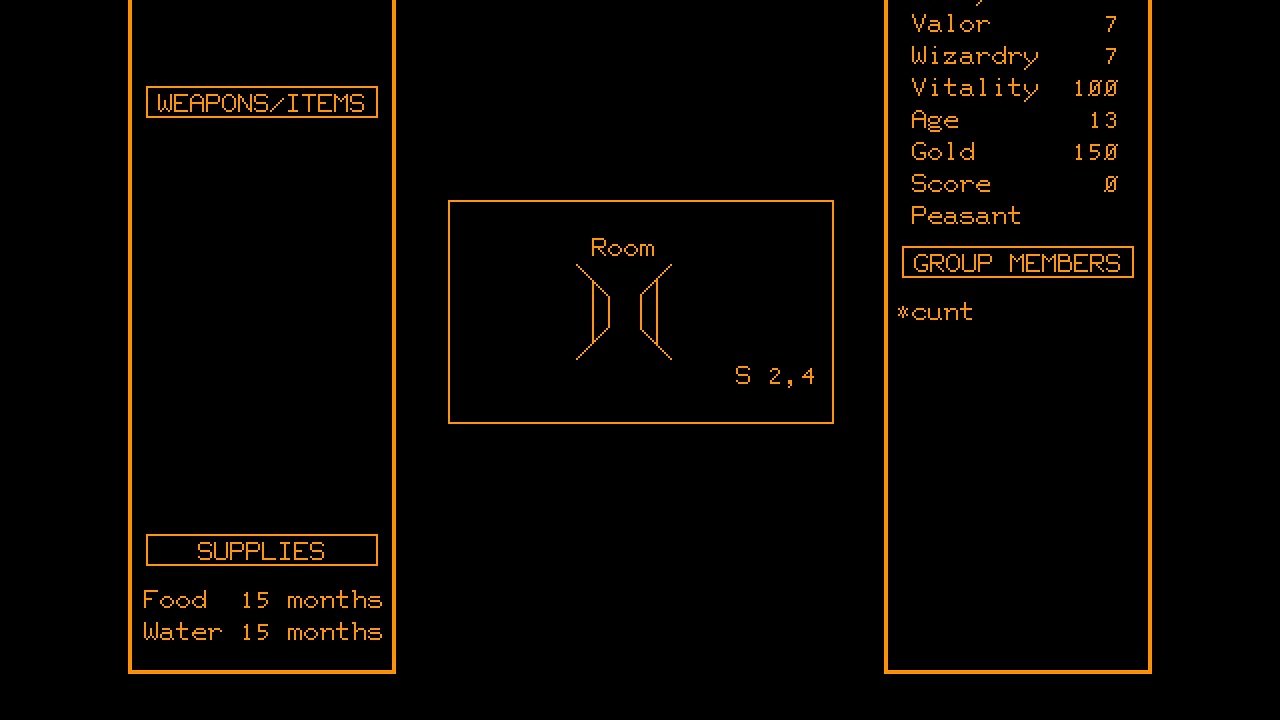 WEAPONS/ITEMS
SUPPLIES
Food 15 months
Water 15 months
Room
S 2,4
Valor 7
Wizardry 7
Vitality 100
Age 13
Gold 150
Score 0
Peasant
GROUP MEMBERS
*cunt